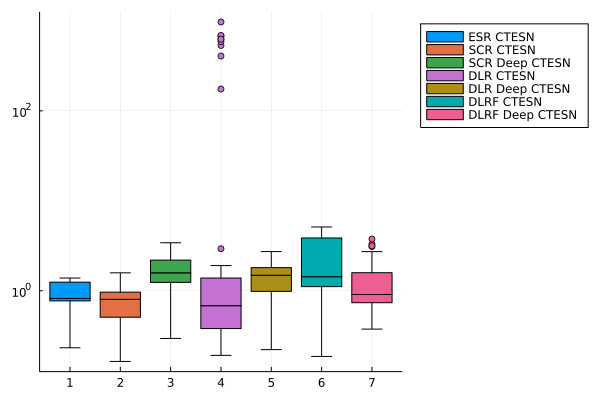 ESR CTESN
SCR CTESN
SCR Deep CTESN
DLR CTESN
DLR Deep CTESN
DLRF CTESN
DLRF Deep CTESN
10²
10⁰
1 2 3 4 5 6 7